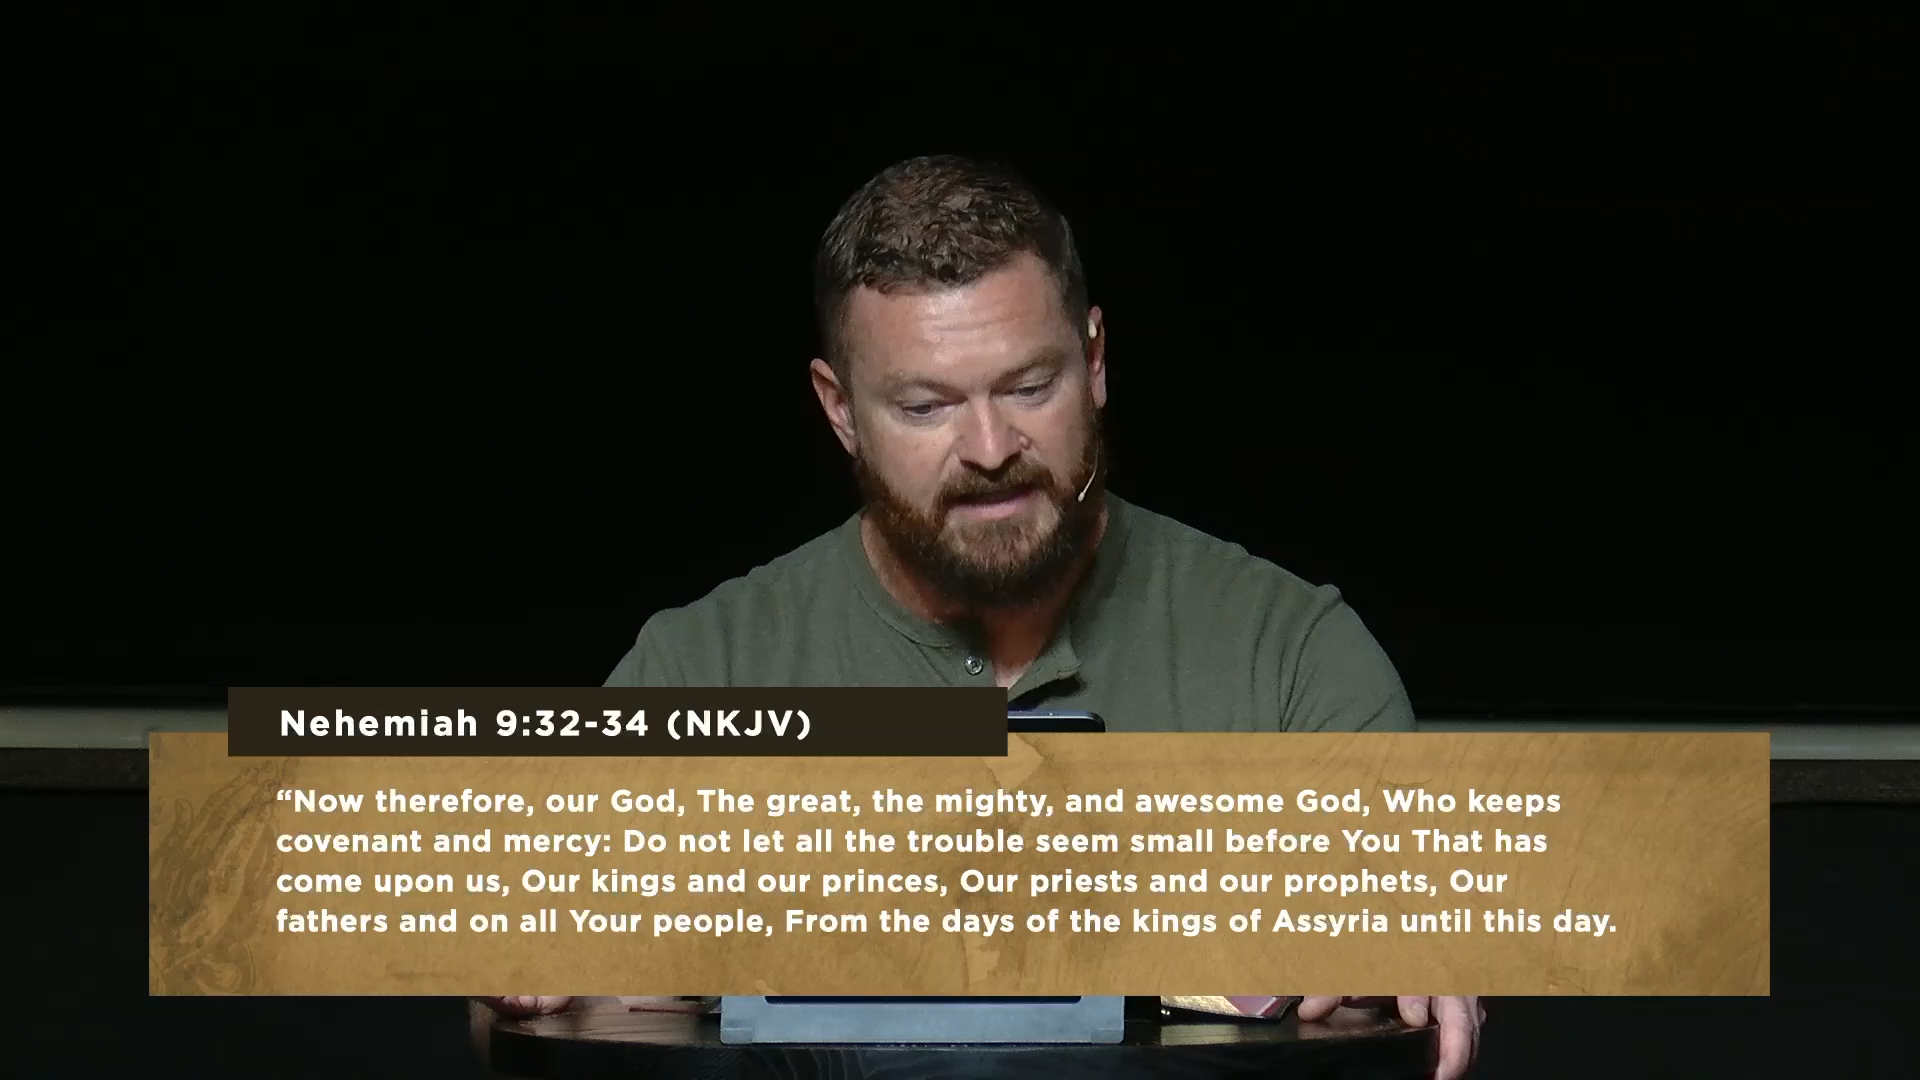 Nehemiah 9:32-34 (NKJV)
“Now therefore, our God, The great, the mighty, and awesome God, Who keeps
covenant and mercy: Do not let all the trouble seem small before You That has
come upon us, Our kings and our princes, Our priests and our prophets, Our
fathers and on all Your people, From the days of the kings of Assyria until this day.